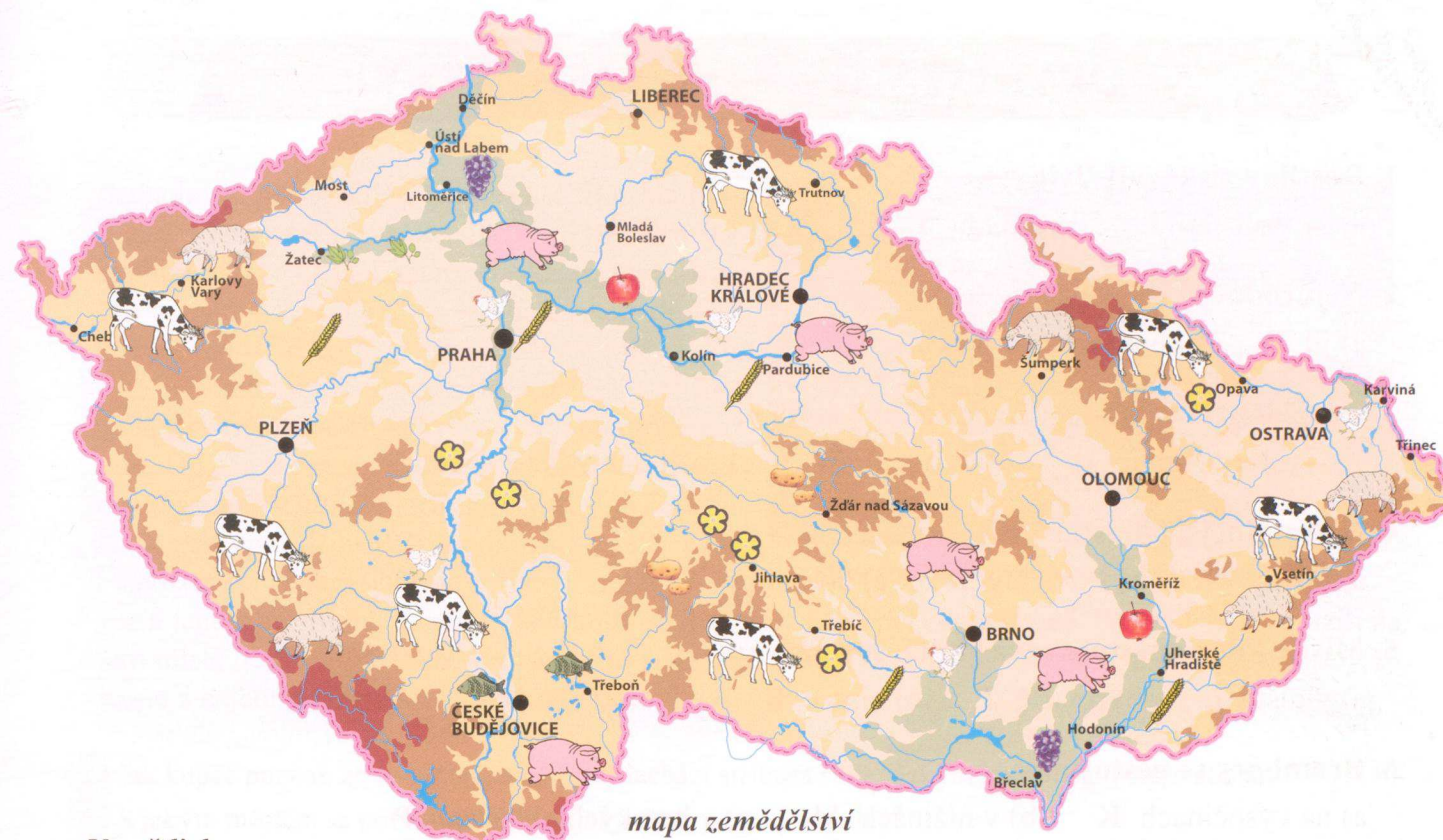 Děčín
LIBEREC
Ústí
nad Labem
Most
Litoměřice
Trutnov
Mladá
Boleslav
Žatec
Karlovy
Vary
HRADEC
KRÁLOVÉ
Cheb
PRAHA
Kolín
Pardubice
Šumperk
Opava
Karviná
OSTRAVA
Třinec
PLZEŇ
OLOMOUC
Žďár nad Sázavou
Jihlava
Kroměříž
Vsetín
Třebíč
BRNO
Uherské
Hradiště
Třeboň
ČESKÉ
BUDĚJOVICE
Hodonín
Břeclav
mapa zemědělství